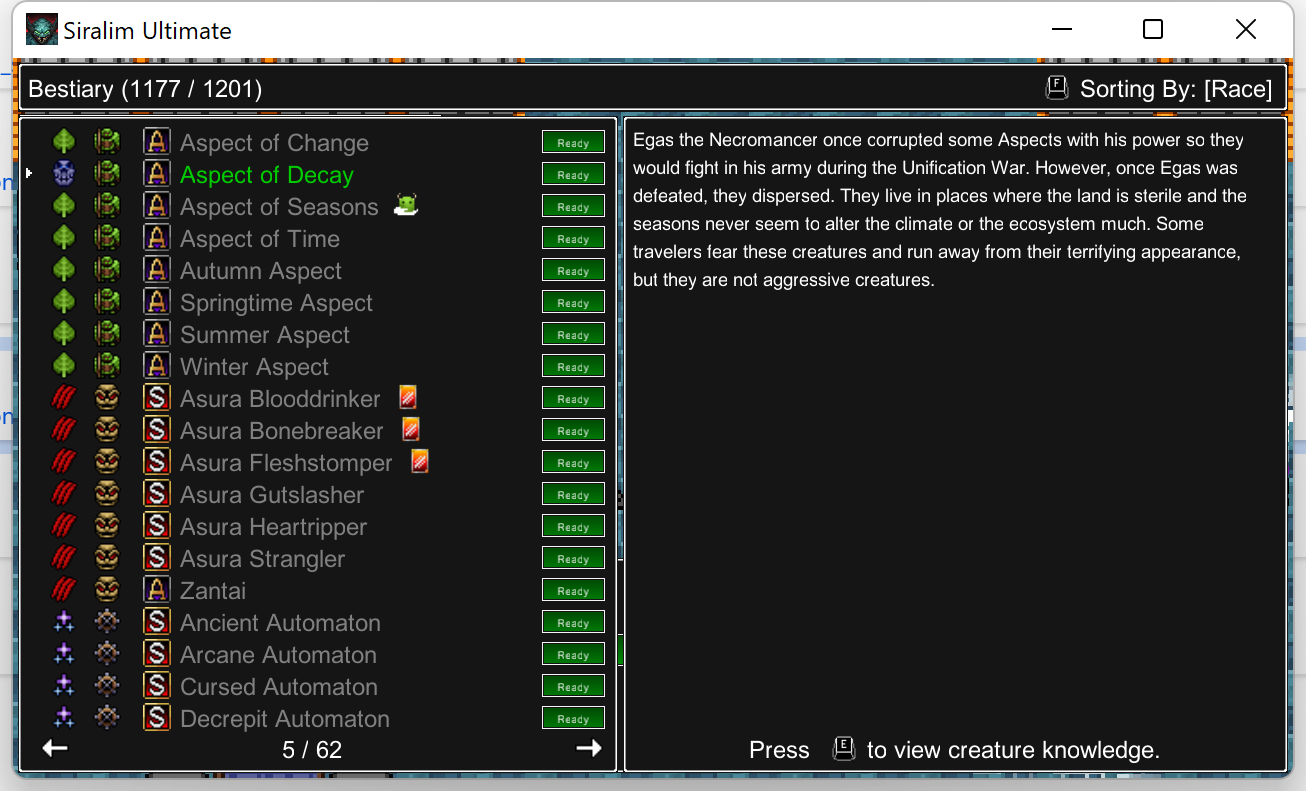 Siralim Ultimate
Bestiary (1177 / 1201)
F Sorting By: [Race]
A Aspect of Change Ready
A Aspect of Decay Ready
A Aspect of Seasons Ready
A Aspect of Time Ready
A Autumn Aspect Ready
A Springtime Aspect Ready
A Summer Aspect Ready
A Winter Aspect Ready
S Asura Blooddrinker Ready
S Asura Bonebreaker Ready
S Asura Fleshstomper Ready
S Asura Gutslasher Ready
S Asura Heartripper Ready
S Asura Strangler Ready
A Zantai Ready
S Ancient Automaton Ready
S Arcane Automaton Ready
S Cursed Automaton Ready
S Decrepit Automaton Ready
5 / 62
Egas the Necromancer once corrupted some Aspects with his power so they
would fight in his army during the Unification War. However, once Egas was
defeated, they dispersed. They live in places where the land is sterile and the
seasons never seem to alter the climate or the ecosystem much. Some
travelers fear these creatures and run away from their terrifying appearance,
but they are not aggressive creatures.
Press E to view creature knowledge.